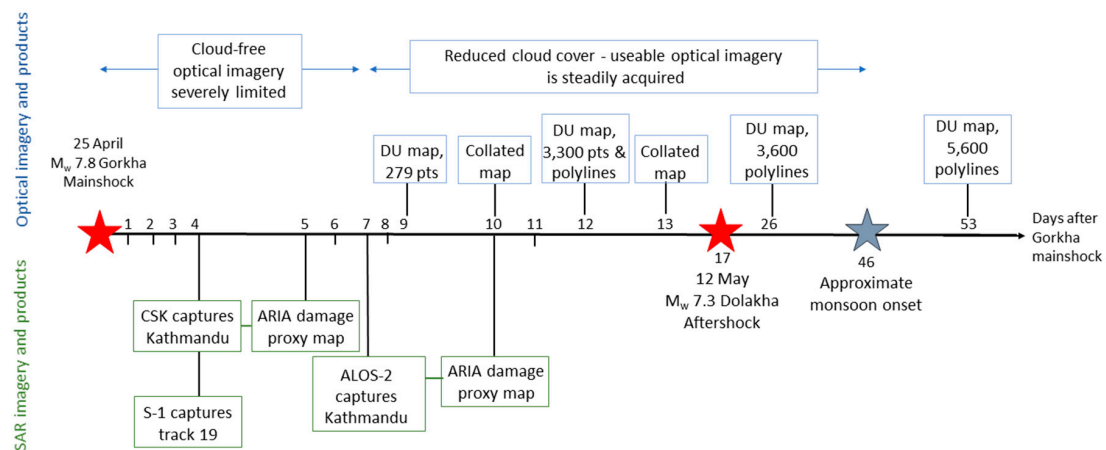 Optical imagery and products
Cloud-free
optical imagery
severely limited
Reduced cloud cover - useable optical imagery
is steadily acquired
25 April
Mw 7.8 Gorkha
Mainshock
DU map,
279 pts
Collated
map
DU map,
3,300 pts &
polylines
Collated
map
DU map,
3,600
polylines
DU map,
5,600
polylines
1 2 3 4 5 6 7 8 9 10 11 12 13 26 53
Days after
Gorkha
mainshock
17
12 May
Mw 7.3 Dolakha
Aftershock
46
Approximate
monsoon onset
SAR imagery and products
CSK captures
Kathmandu
ARIA damage
proxy map
S-1 captures
track 19
ALOS-2
captures
Kathmandu
ARIA damage
proxy map